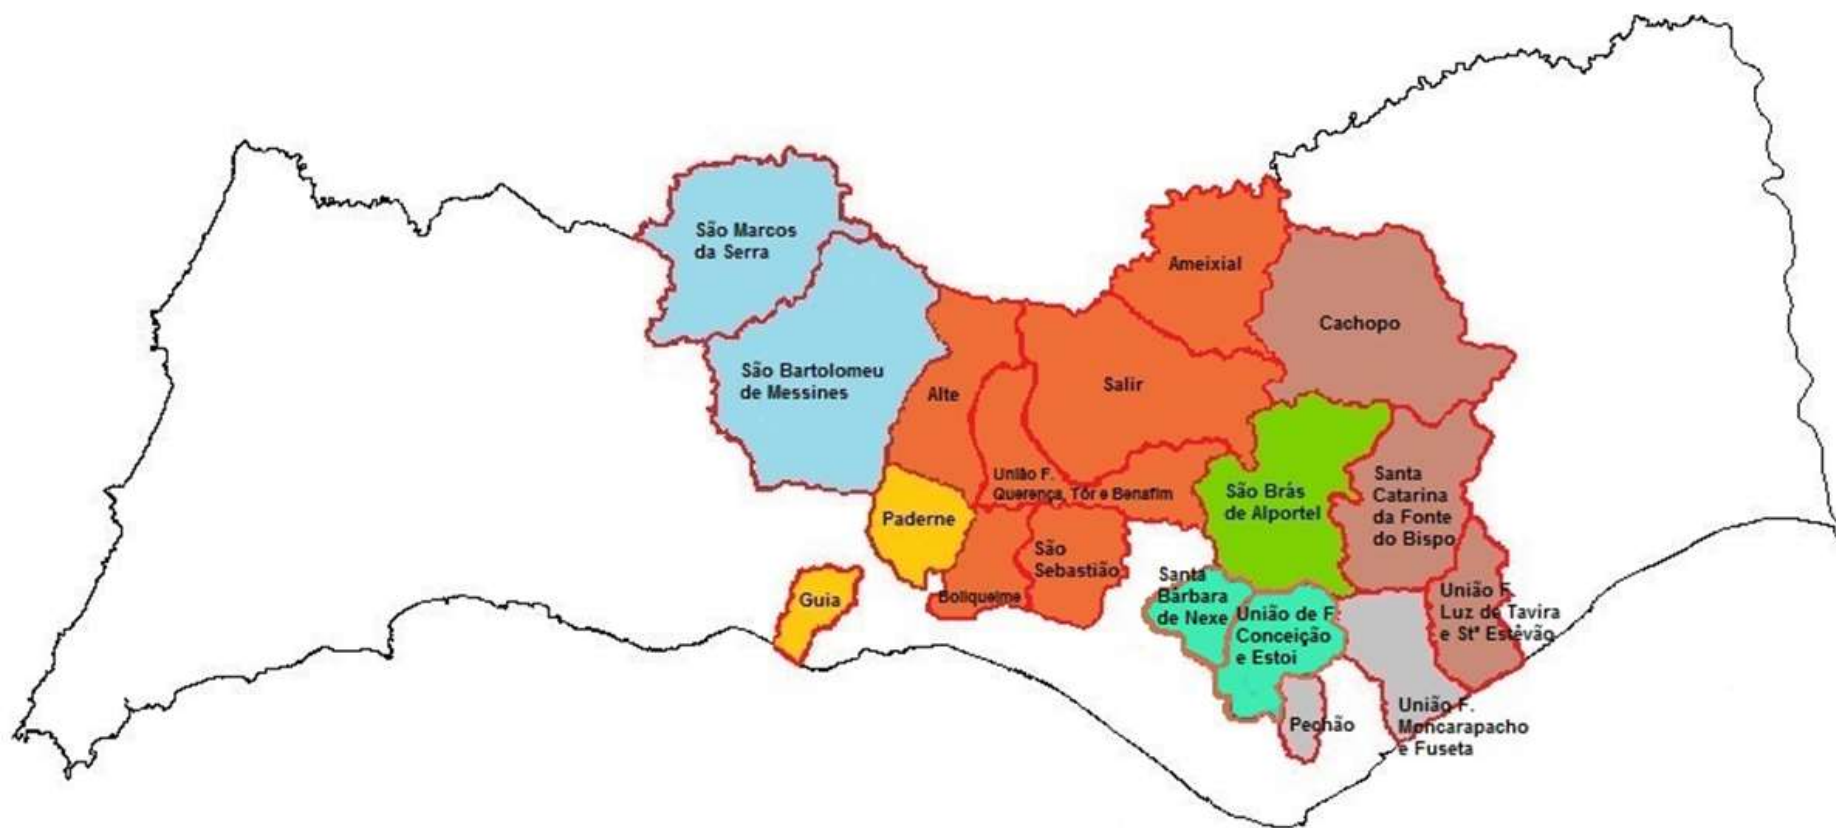 São Marcos
da Serra
Ameixial
Cachopo
São Bartolomeu
de Messines
Alte
Salir
União F.
Querença, Tôr e Benafim
São Brás
de Alportel
Santa
Catarina
da Fonte
do Bispo
Paderne
São
Sebastião
Guia
Boliqueime
Santa
Bárbara
de Nexe
União de F.
Conceição
e Estoi
União F.
Luz de Tavira
e Stª Estêvão
Pechão
União F.
Moncarapacho
e Fuseta